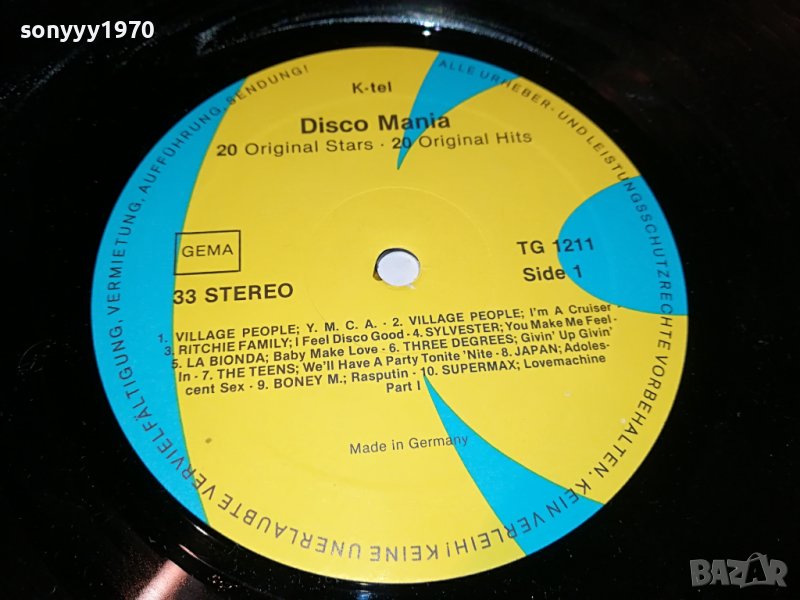 sonyyy1970
K-tel
Disco Mania
20 Original Stars · 20 Original Hits
GEMA
TG 1211
33 STEREO
Side 1
1. VILLAGE PEOPLE; Y. M. C. A. · 2. VILLAGE PEOPLE; I'm A Cruiser -
3. RITCHIE FAMILY; I Feel Disco Good · 4. SYLVESTER; You Make Me Feel
5. LA BIONDA; Baby Make Love · 6. THREE DEGREES; Givin' Up Givin'
In · 7. THE TEENS; We'll Have A Party Tonite 'Nite · 8. JAPAN; Adoles-
cent Sex · 9. BONEY M.; Rasputin · 10. SUPERMAX; Lovemachine
Part I
Made in Germany
ALLE URHEBER- UND LEISTUNGSSCHUTZRECHTE VORBEHALTEN. KEIN VERLEIH! KEINE UNERLAUBTE VERVIELFÄLTIGUNG, VERMIETUNG, AUFFÜHRUNG, SENDUNG!
BAZAR
bazar.bg